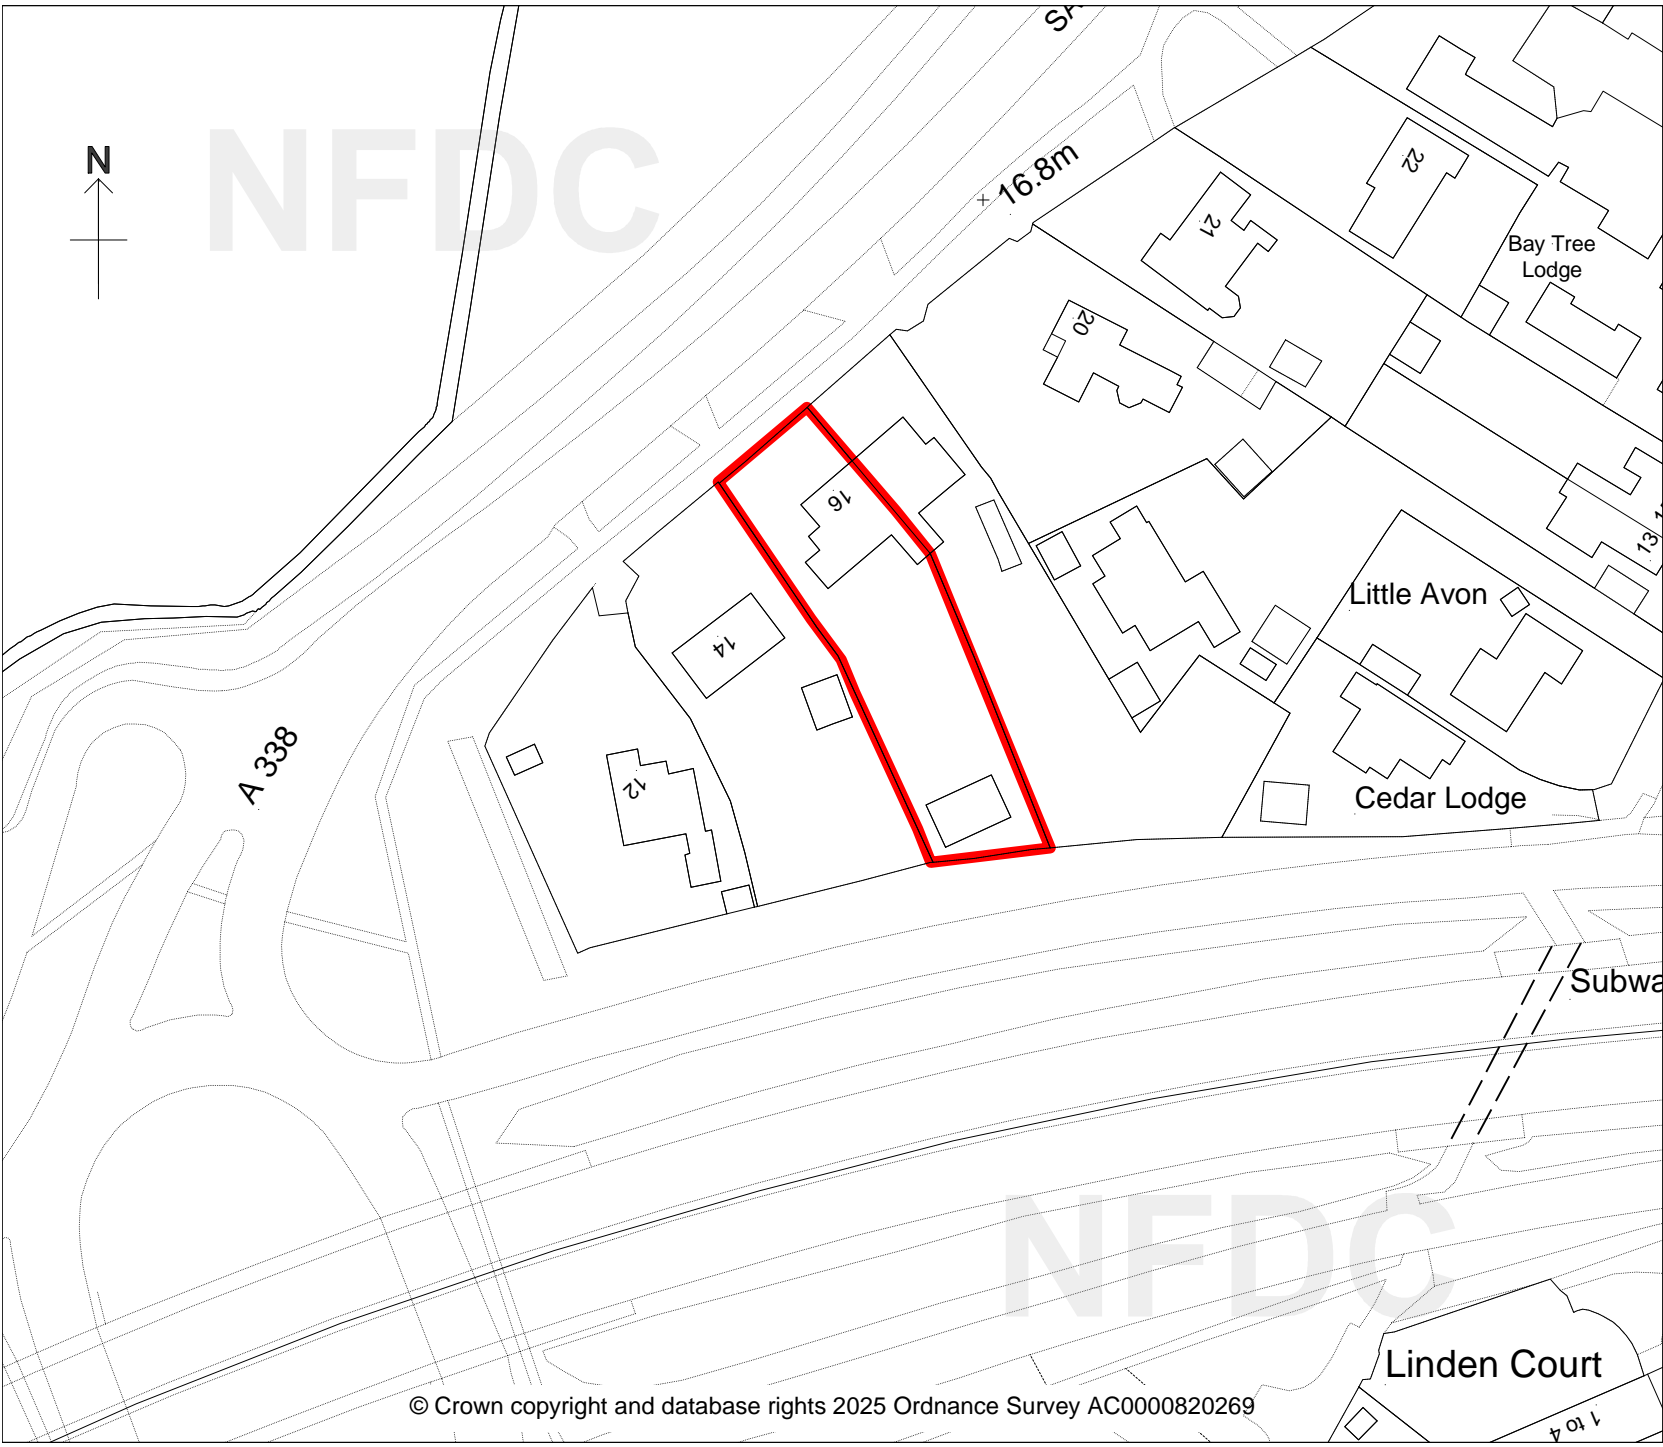 NFDC
N
16.8m
22
21
Bay Tree
Lodge
20
16
13
Little Avon
14
A 338
12
Cedar Lodge
NFDC
Linden Court
© Crown copyright and database rights 2025 Ordnance Survey AC0000820269
1 to 4